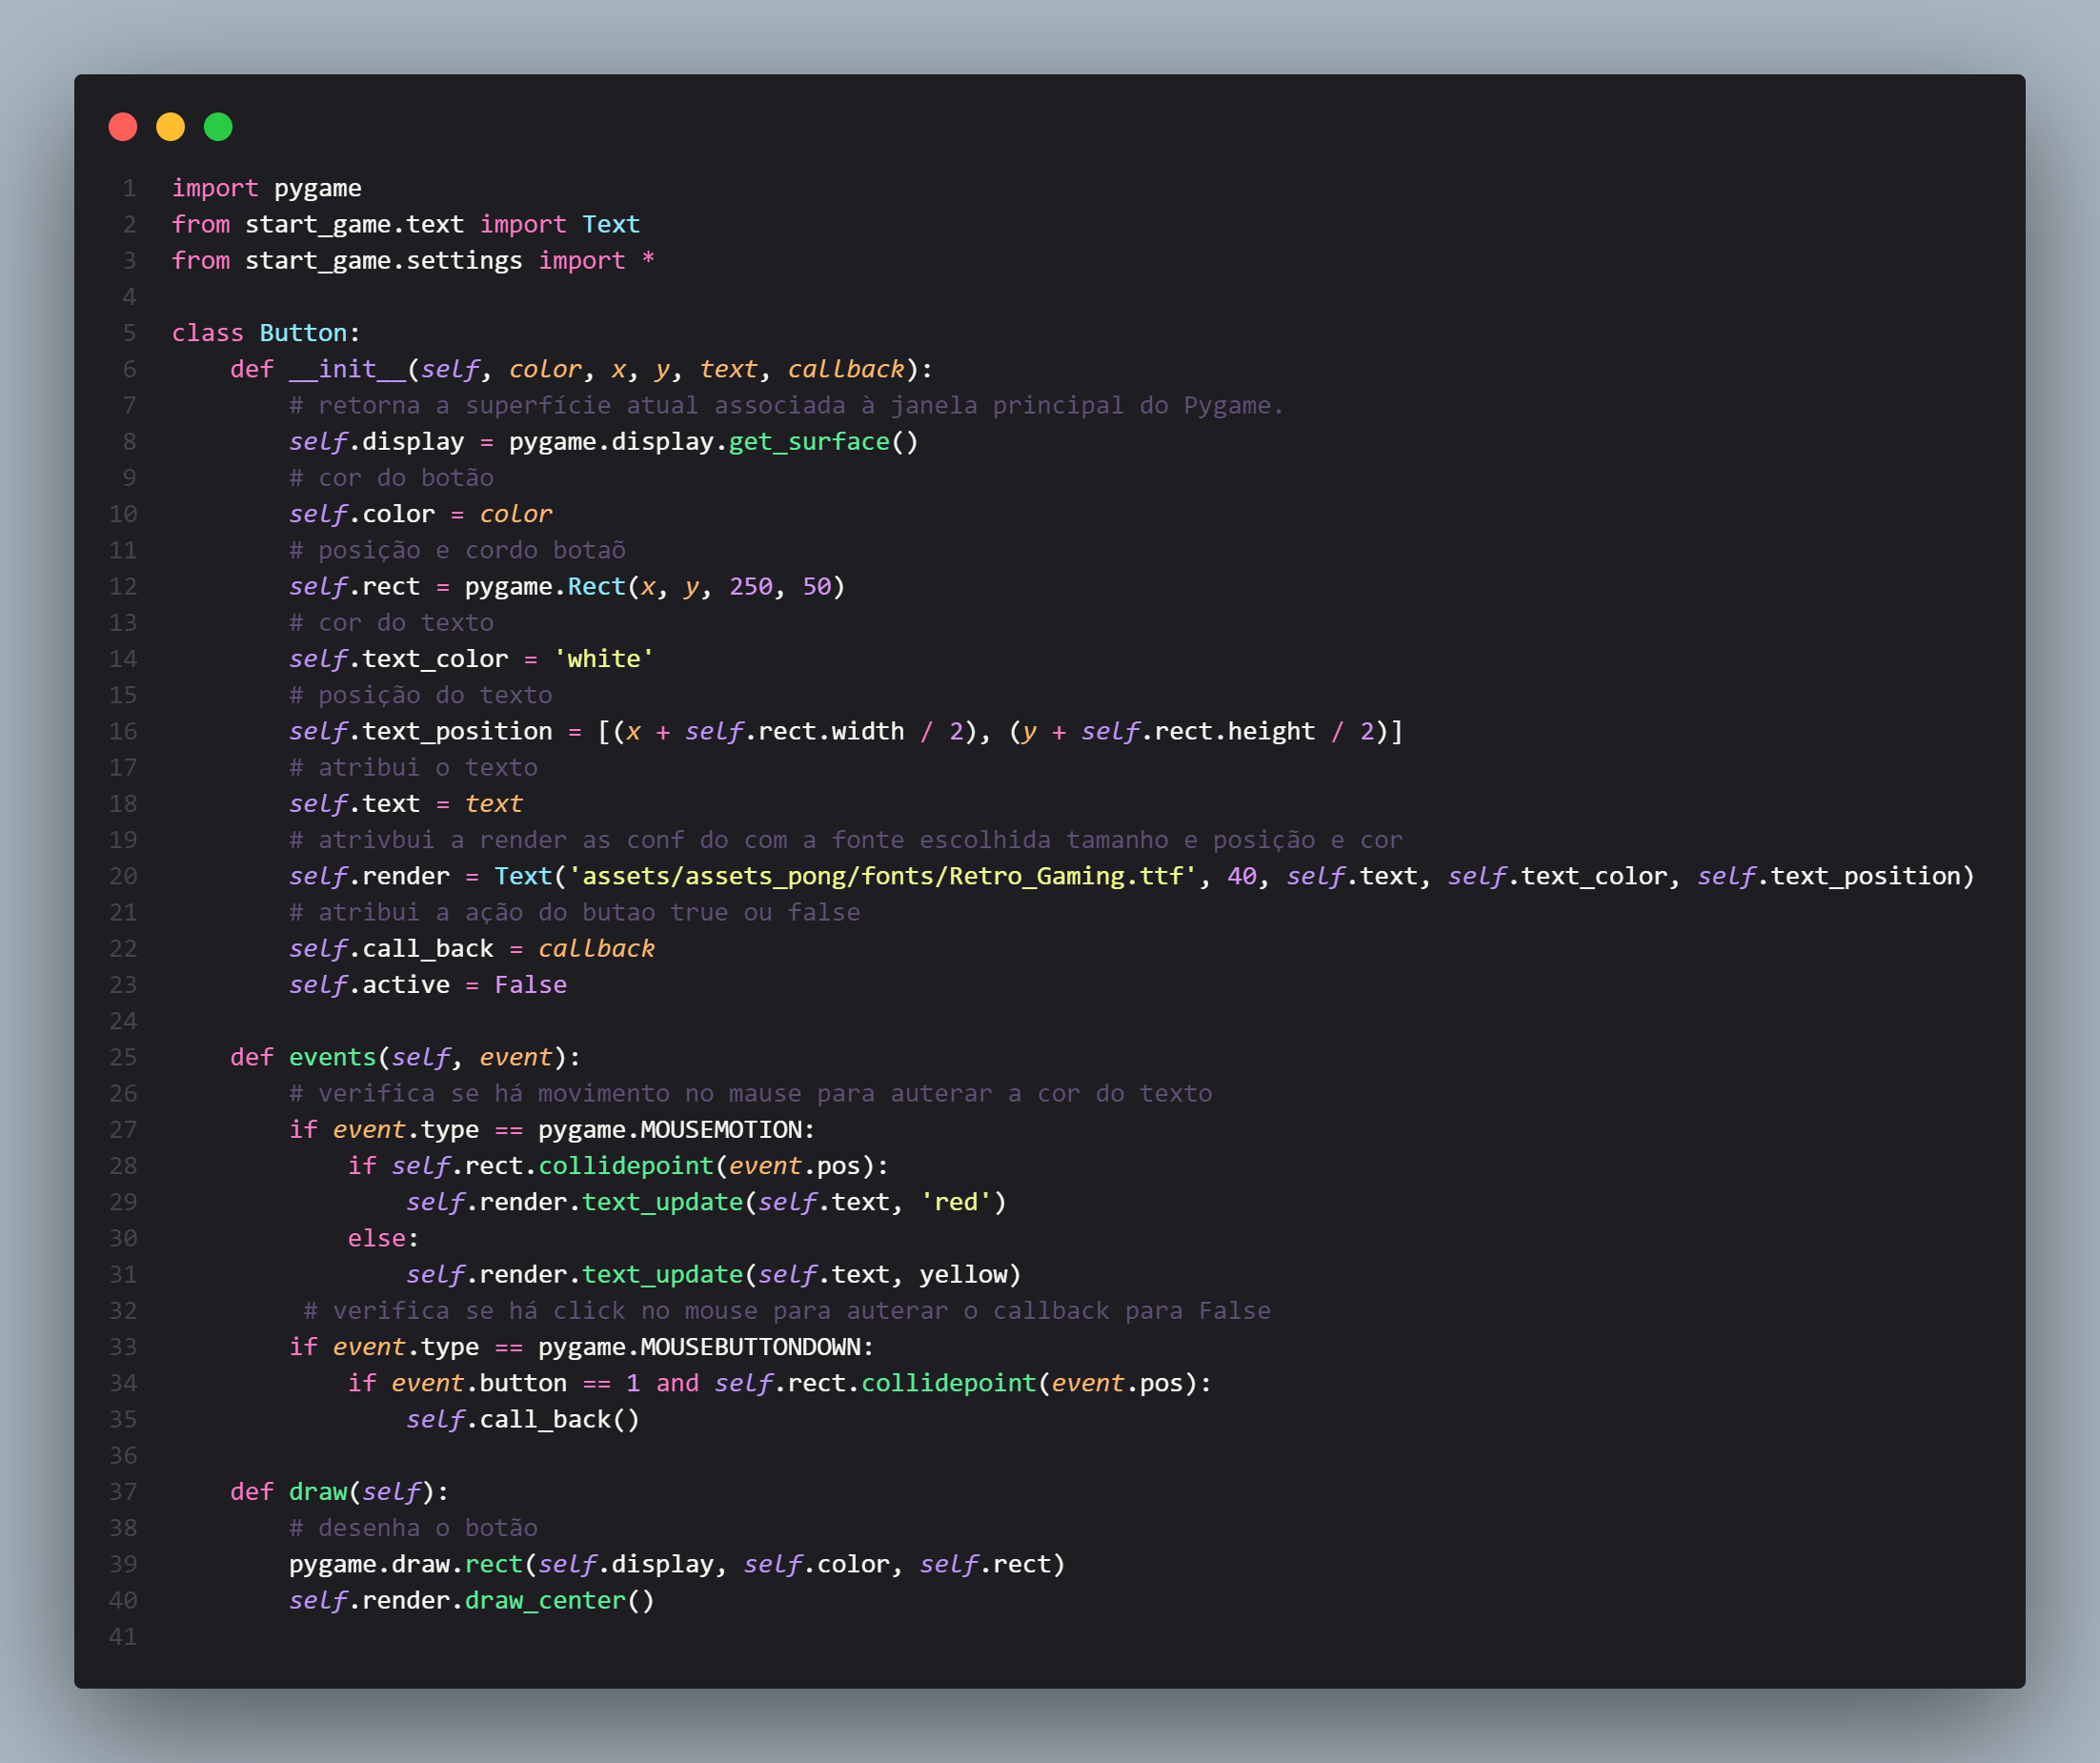 1 import pygame
2 from start_game.text import Text
3 from start_game.settings import *
4
5 class Button:
6     def __init__(self, color, x, y, text, callback):
7         # retorna a superfície atual associada à janela principal do Pygame.
8         self.display = pygame.display.get_surface()
9         # cor do botão
10         self.color = color
11         # posição e cordo botaõ
12         self.rect = pygame.Rect(x, y, 250, 50)
13         # cor do texto
14         self.text_color = 'white'
15         # posição do texto
16         self.text_position = [(x + self.rect.width / 2), (y + self.rect.height / 2)]
17         # atribui o texto
18         self.text = text
19         # atrivbui a render as conf do com a fonte escolhida tamanho e posição e cor
20         self.render = Text('assets/assets_pong/fonts/Retro_Gaming.ttf', 40, self.text, self.text_color, self.text_position)
21         # atribui a ação do butao true ou false
22         self.call_back = callback
23         self.active = False
24
25     def events(self, event):
26         # verifica se há movimento no mause para auterar a cor do texto
27         if event.type == pygame.MOUSEMOTION:
28             if self.rect.collidepoint(event.pos):
29                 self.render.text_update(self.text, 'red')
30             else:
31                 self.render.text_update(self.text, yellow)
32          # verifica se há click no mouse para auterar o callback para False
33         if event.type == pygame.MOUSEBUTTONDOWN:
34             if event.button == 1 and self.rect.collidepoint(event.pos):
35                 self.call_back()
36
37     def draw(self):
38         # desenha o botão
39         pygame.draw.rect(self.display, self.color, self.rect)
40         self.render.draw_center()
41